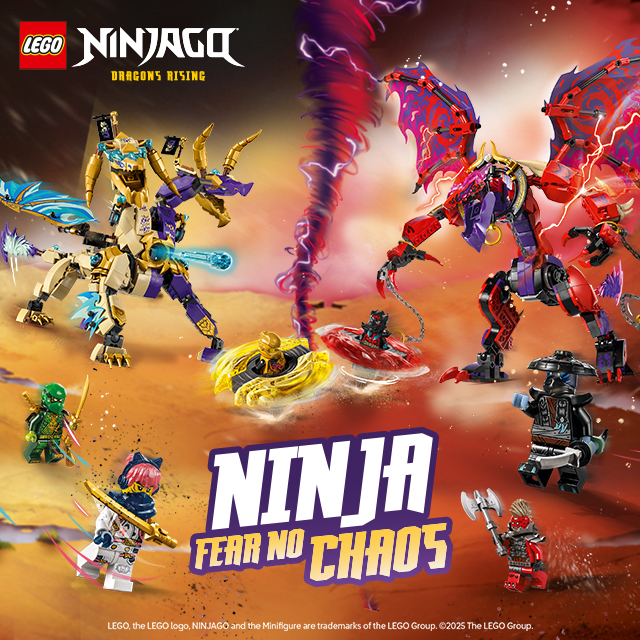 LEGO NINJAGO
DRAGONS RISING
NINJA
FEAR NO CHAOS
LEGO, the LEGO logo, NINJAGO and the Minifigure are trademarks of the LEGO Group. ©2025 The LEGO Group.